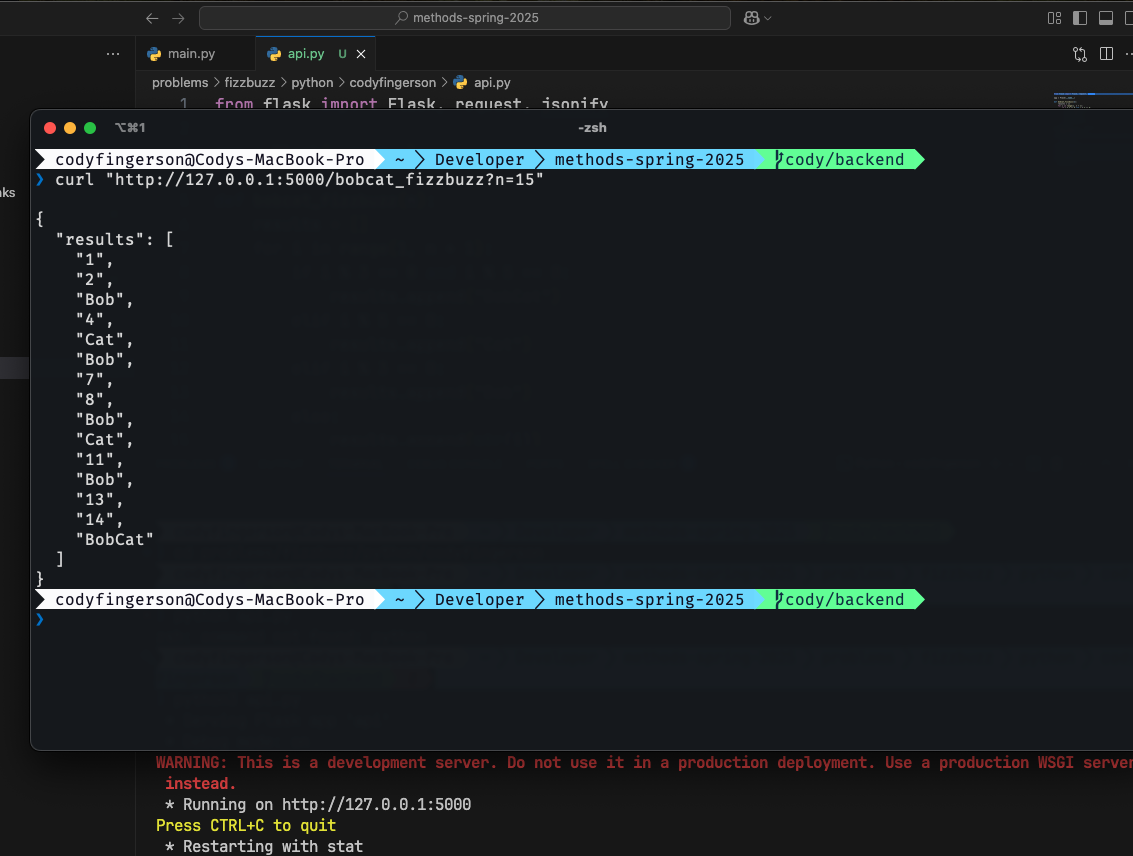 methods-spring-2025
main.py api.py U
problems > fizzbuzz > python > codyfingerson > api.py
1 from flask import Flask, request, jsonify
⌥⌘1 -zsh
codyfingerson@Codys-MacBook-Pro ~ Developer methods-spring-2025 cody/backend
❯ curl "http://127.0.0.1:5000/bobcat_fizzbuzz?n=15"
{
"results": [
"1",
"2",
"Bob",
"4",
"Cat",
"Bob",
"7",
"8",
"Bob",
"Cat",
"11",
"Bob",
"13",
"14",
"BobCat"
]
}
codyfingerson@Codys-MacBook-Pro ~ Developer methods-spring-2025 cody/backend
❯
WARNING: This is a development server. Do not use it in a production deployment. Use a production WSGI server
instead.
* Running on http://127.0.0.1:5000
Press CTRL+C to quit
* Restarting with stat